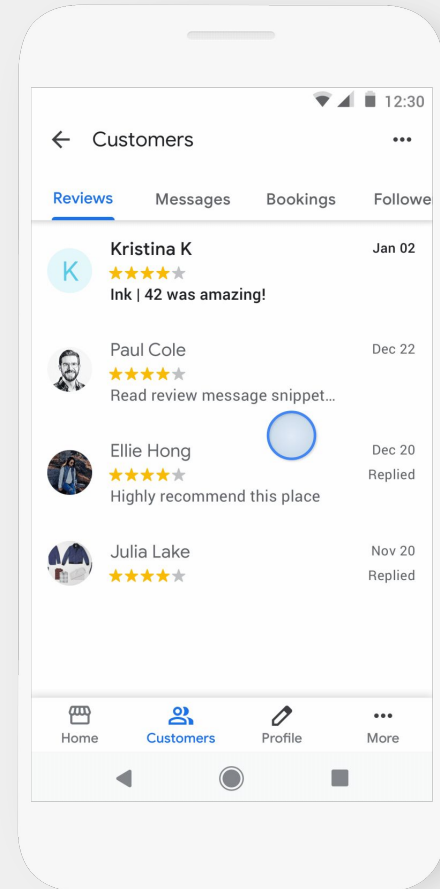 12:30
Customers
Reviews Messages Bookings Followe
Kristina K Jan 02
Ink | 42 was amazing!
Paul Cole Dec 22
Read review message snippet...
Ellie Hong Dec 20
Replied
Highly recommend this place
Julia Lake Nov 20
Replied
Home Customers Profile More
K